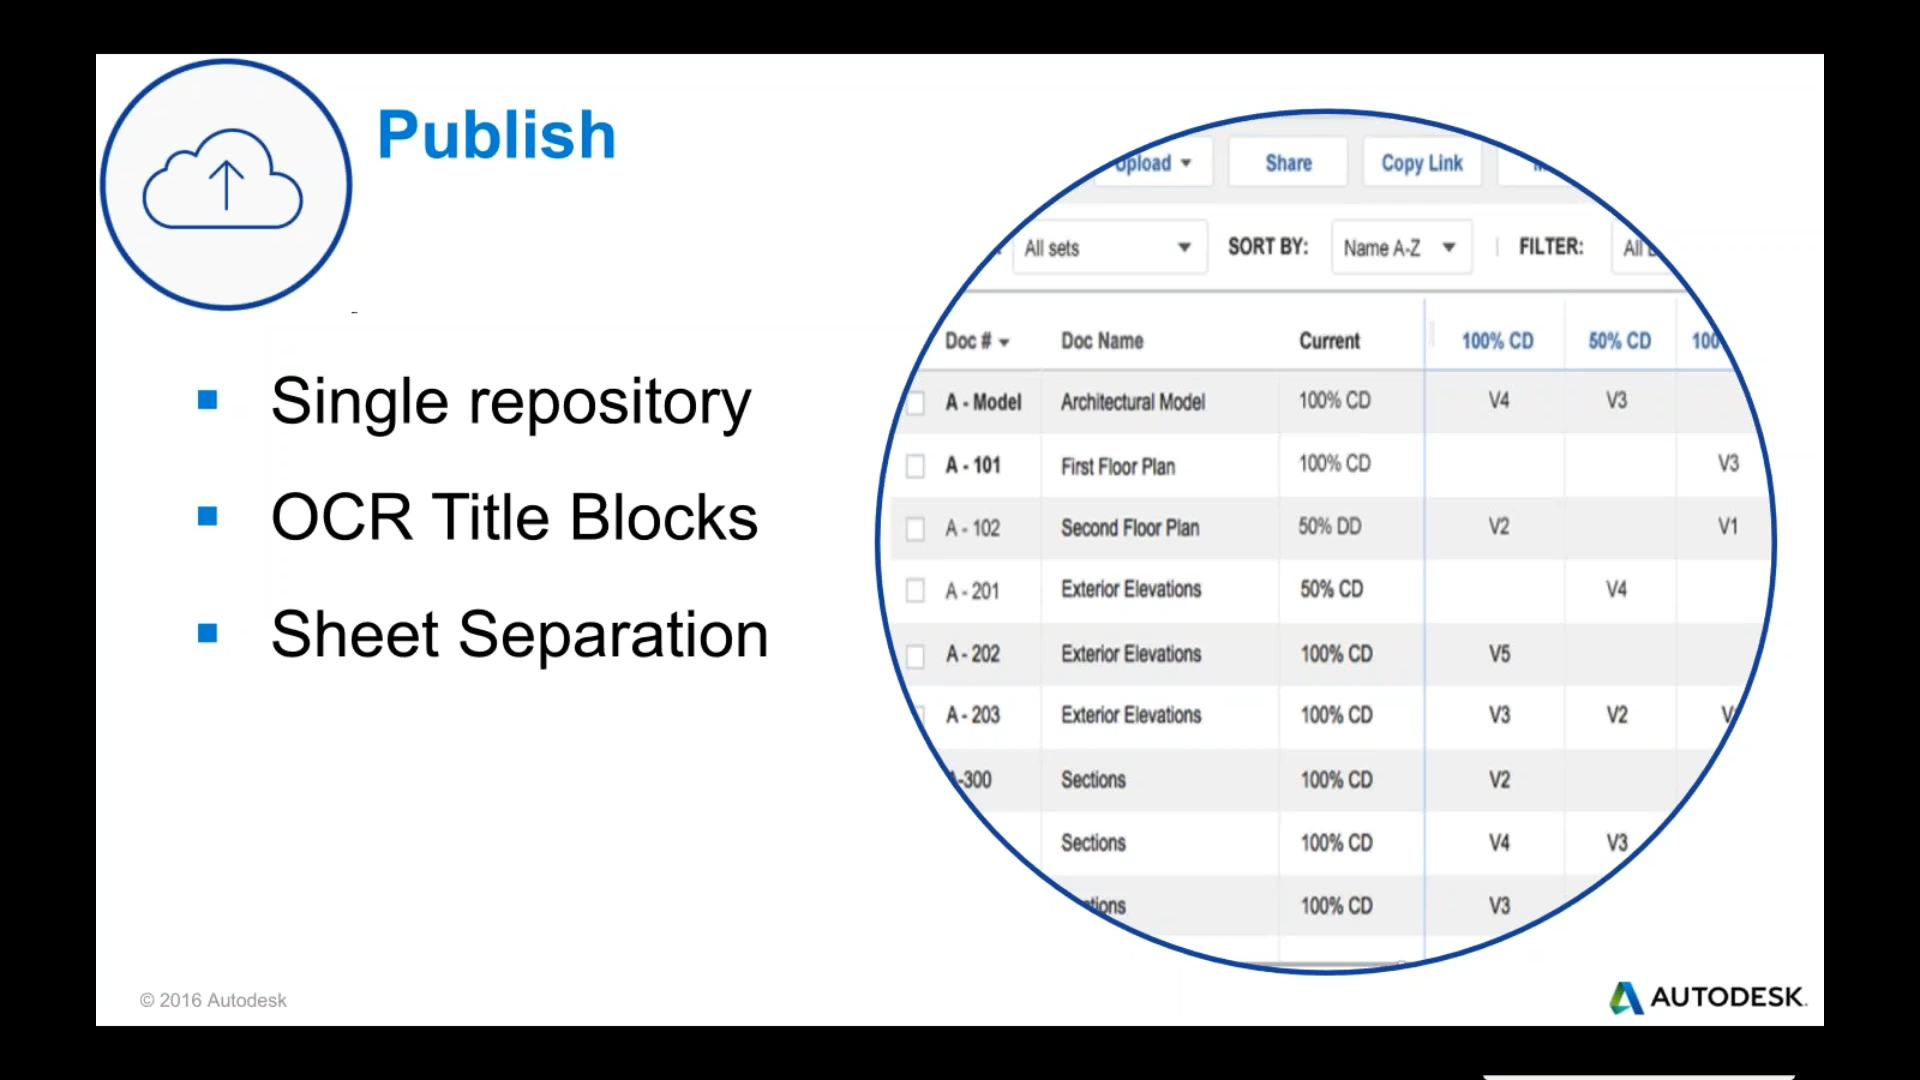 Publish
Single repository
OCR Title Blocks
Sheet Separation
Upload Share Copy Link
All sets SORT BY: Name A-Z FILTER: All
Doc # Doc Name Current 100% CD 50% CD 100
A - Model Architectural Model 100% CD V4 V3
A - 101 First Floor Plan 100% CD V3
A - 102 Second Floor Plan 50% DD V2 V1
A - 201 Exterior Elevations 50% CD V4
A - 202 Exterior Elevations 100% CD V5
A - 203 Exterior Elevations 100% CD V3 V2
A-300 Sections 100% CD V2
Sections 100% CD V4 V3
100% CD V3
© 2016 Autodesk
AUTODESK.